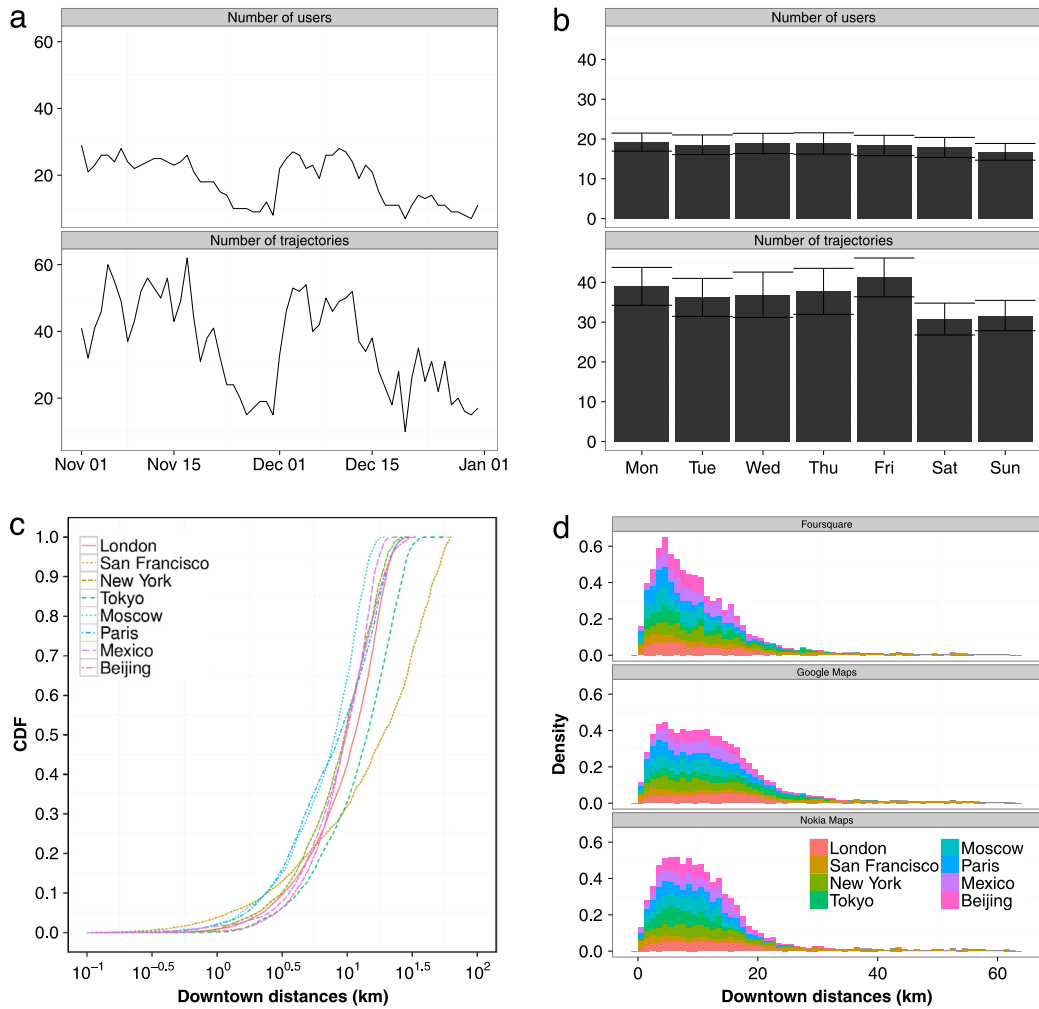 a
Number of users
60
40
20
Number of trajectories
60
40
20
Nov 01 Nov 15 Dec 01 Dec 15 Jan 01
b
Number of users
40
30
20
10
0
Number of trajectories
40
30
20
10
0
Mon Tue Wed Thu Fri Sat Sun
c
CDF
1.0
0.9
0.8
0.7
0.6
0.5
0.4
0.3
0.2
0.1
0.0
London
San Francisco
New York
Tokyo
Moscow
Paris
Mexico
Beijing
10^-1 10^-0.5 10^0 10^0.5 10^1 10^1.5 10^2
Downtown distances (km)
d
Density
Foursquare
0.6
0.4
0.2
0.0
Google Maps
0.6
0.4
0.2
0.0
Nokia Maps
0.6
0.4
0.2
0.0
London Moscow
San Francisco Paris
New York Mexico
Tokyo Beijing
0 20 40 60
Downtown distances (km)